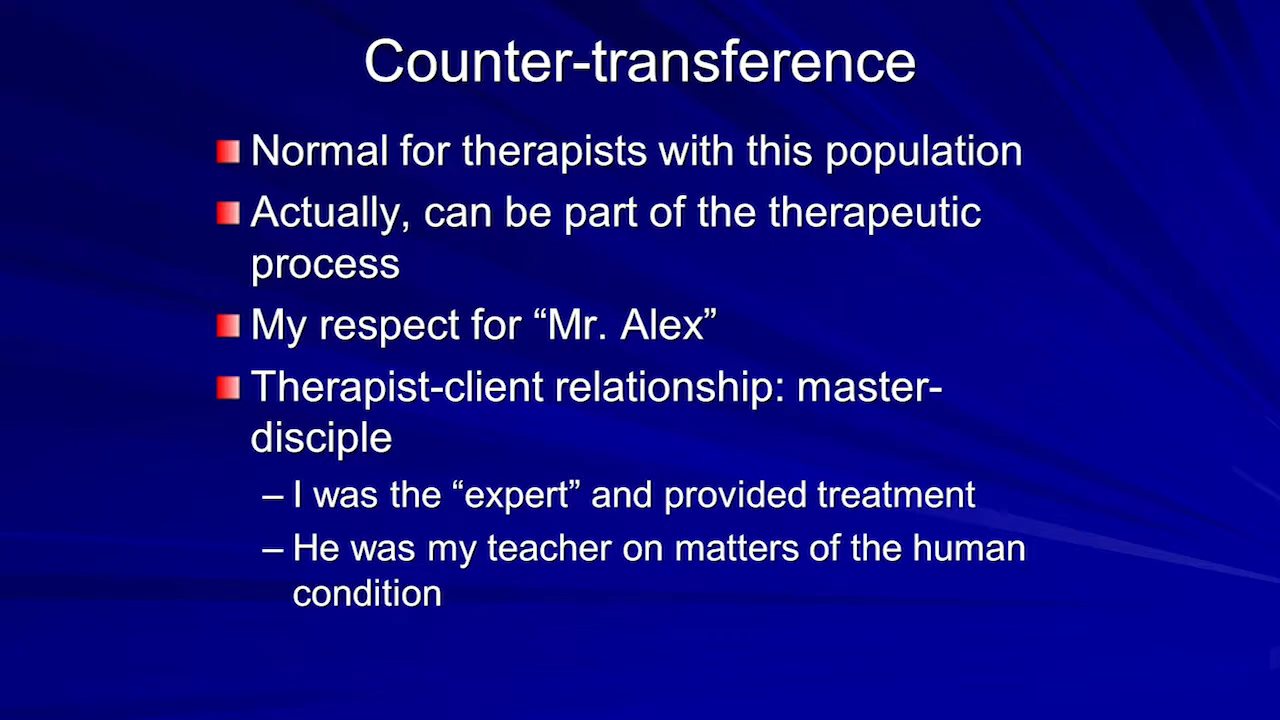 Counter-transference
Normal for therapists with this population
Actually, can be part of the therapeutic
process
My respect for “Mr. Alex”
Therapist-client relationship: master-
disciple
– I was the “expert” and provided treatment
– He was my teacher on matters of the human
condition